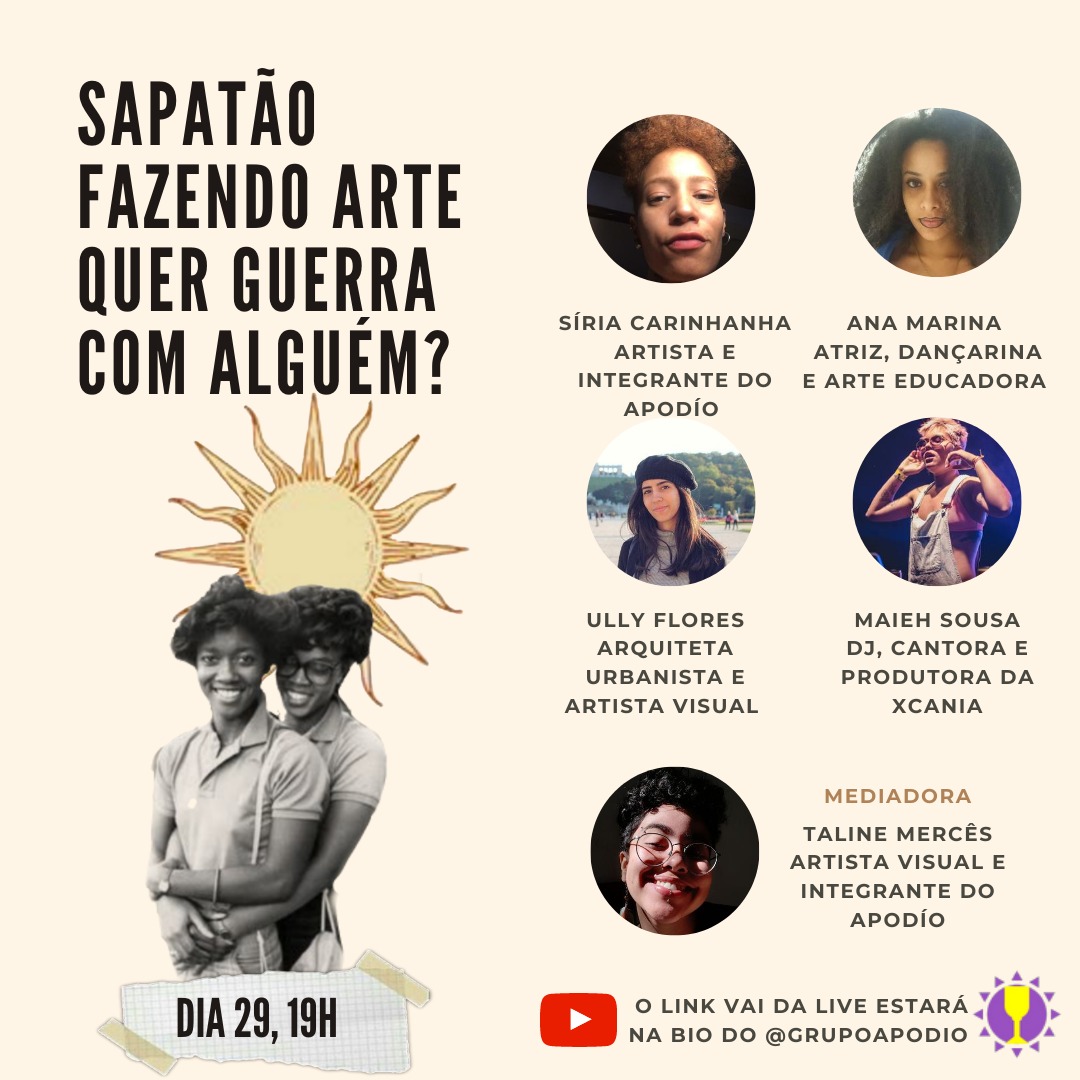 SAPATÃO
FAZENDO ARTE
QUER GUERRA
COM ALGUÉM?
SÍRIA CARINHANHA
ARTISTA E
INTEGRANTE DO
APODÍO
ANA MARINA
ATRIZ, DANÇARINA
E ARTE EDUCADORA
ULLY FLORES
ARQUITETA
URBANISTA E
ARTISTA VISUAL
MAIEH SOUSA
DJ, CANTORA E
PRODUTORA DA
XCANIA
MEDIADORA
TALINE MERCÊS
ARTISTA VISUAL E
INTEGRANTE DO
APODÍO
DIA 29, 19H
O LINK VAI DA LIVE ESTARÁ
NA BIO DO @GRUPOAPODIO